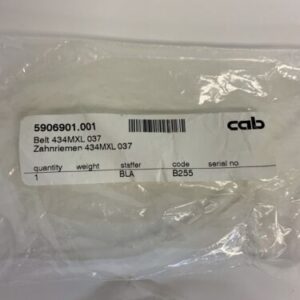 5906901.001
cab
Belt 434MXL 037
Zahnriemen 434MXL 037
quantity weight staffer code serial no.
1 BLA B255